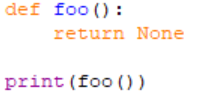 def foo():
    return None

print(foo())